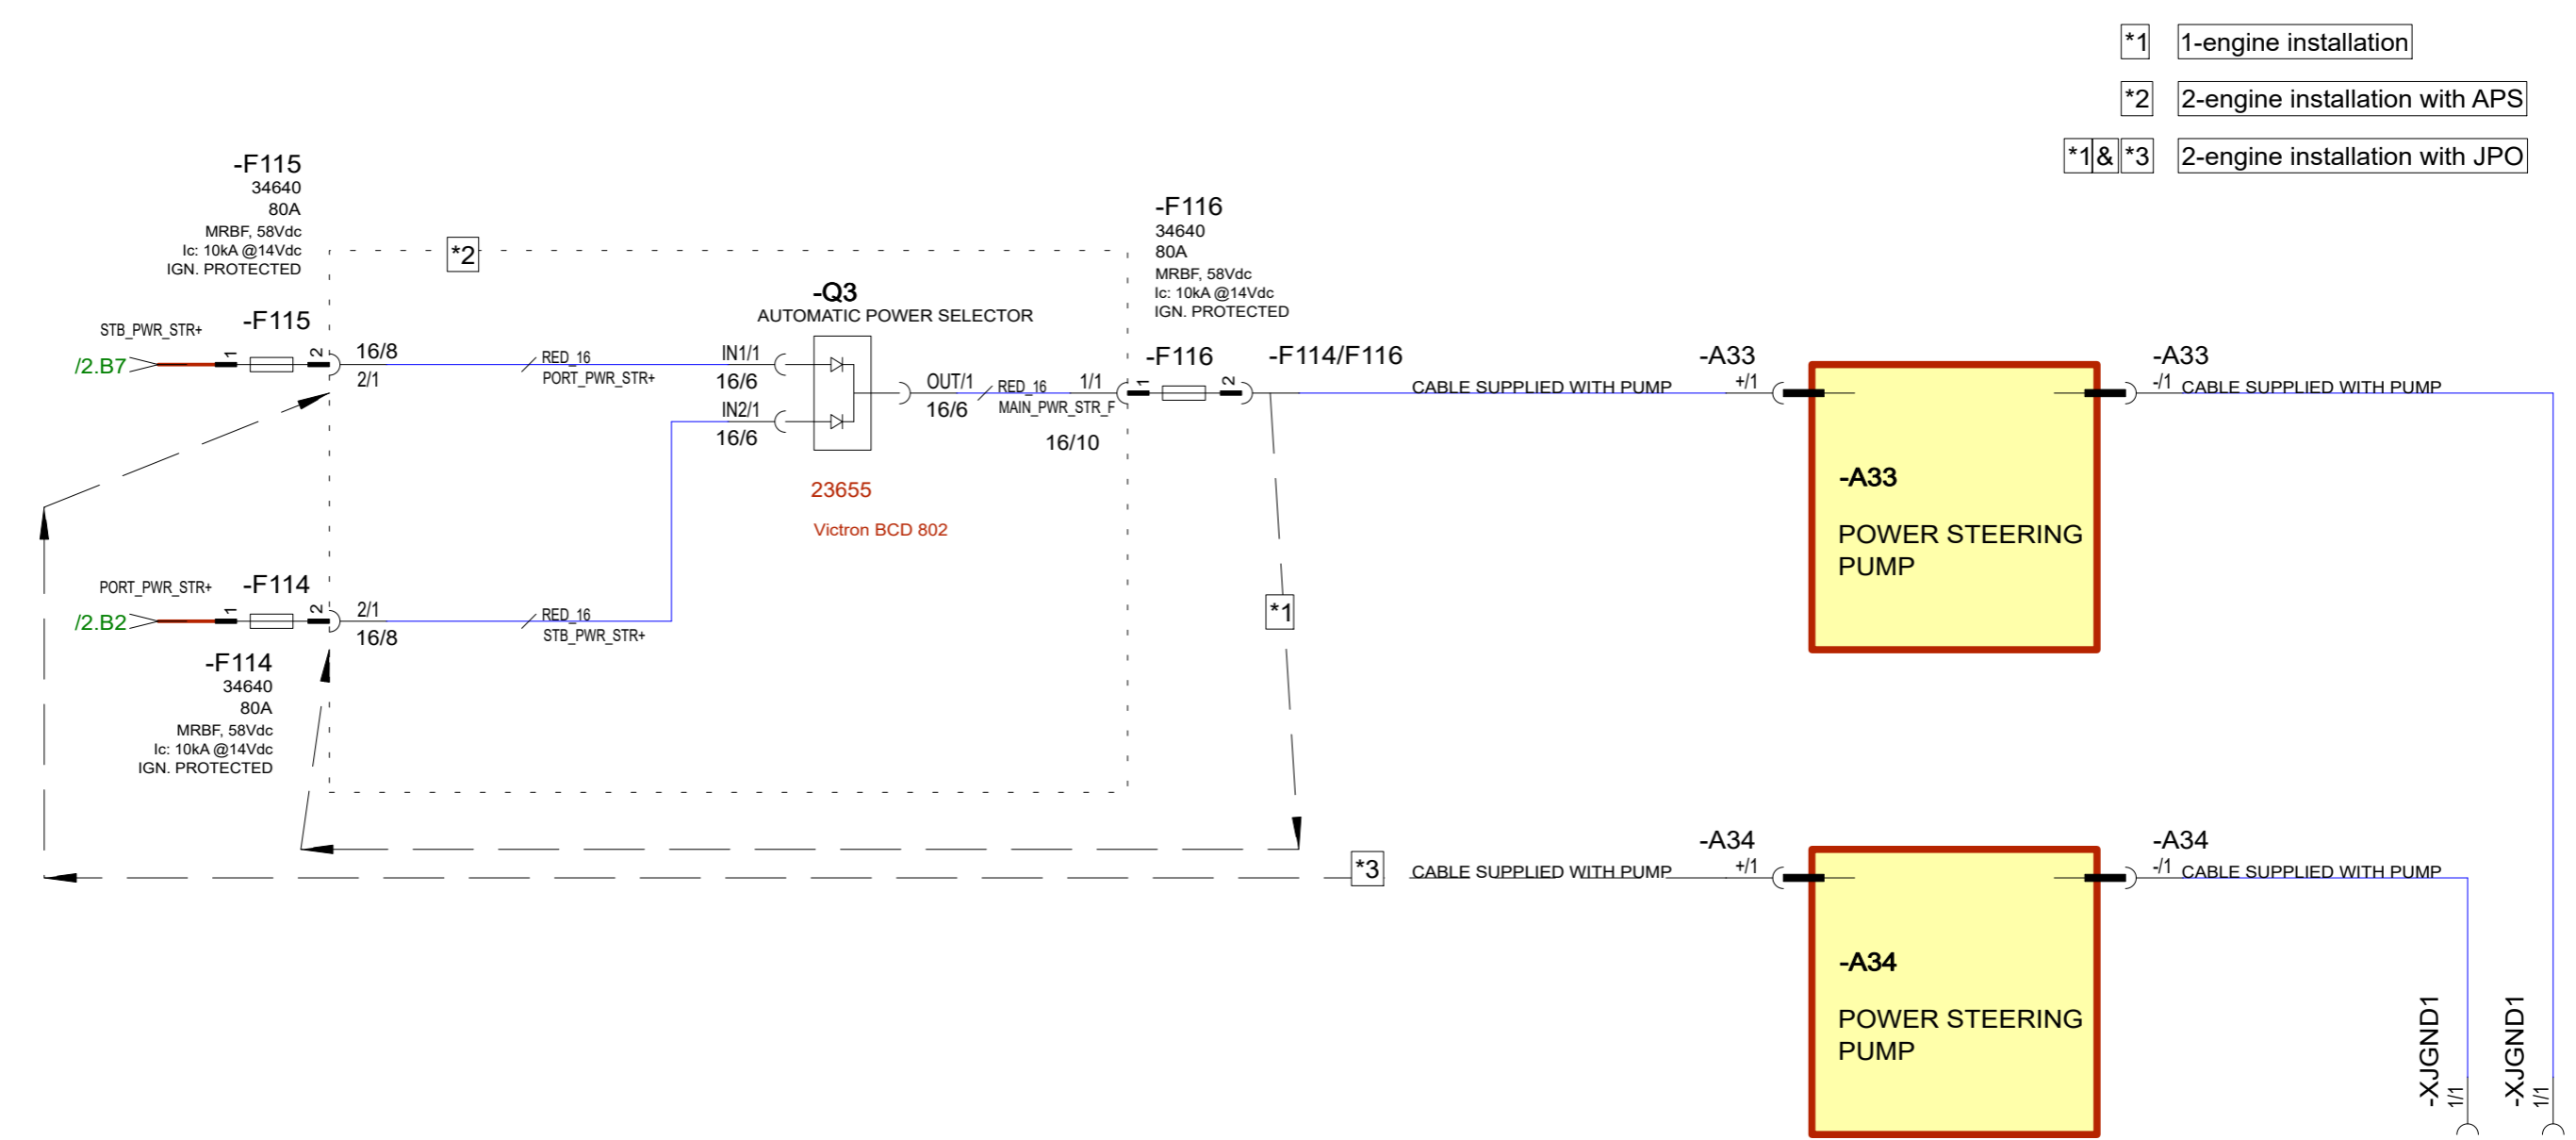 *1 1-engine installation
*2 2-engine installation with APS
*1 & *3 2-engine installation with JPO
-F115
34640
80A
MRBF, 58Vdc
Ic: 10kA @14Vdc
IGN. PROTECTED
*2
-F116
34640
80A
MRBF, 58Vdc
Ic: 10kA @14Vdc
IGN. PROTECTED
-Q3
AUTOMATIC POWER SELECTOR
STB_PWR_STR+
-F115
/2.B7
1
2
16/8
2/1
RED_16
PORT_PWR_STR+
IN1/1
16/6
IN2/1
16/6
OUT/1
16/6
RED_16
MAIN_PWR_STR_F
1/1
16/10
-F116
1
2
-F114/F116
CABLE SUPPLIED WITH PUMP
-A33
+/1
-A33
-/1
CABLE SUPPLIED WITH PUMP
-A33
POWER STEERING
PUMP
23655
Victron BCD 802
PORT_PWR_STR+
-F114
/2.B2
1
2
2/1
16/8
RED_16
STB_PWR_STR+
*1
-F114
34640
80A
MRBF, 58Vdc
Ic: 10kA @14Vdc
IGN. PROTECTED
*3
CABLE SUPPLIED WITH PUMP
-A34
+/1
-A34
-/1
CABLE SUPPLIED WITH PUMP
-A34
POWER STEERING
PUMP
-XJGND1
1/1
-XJGND1
1/1